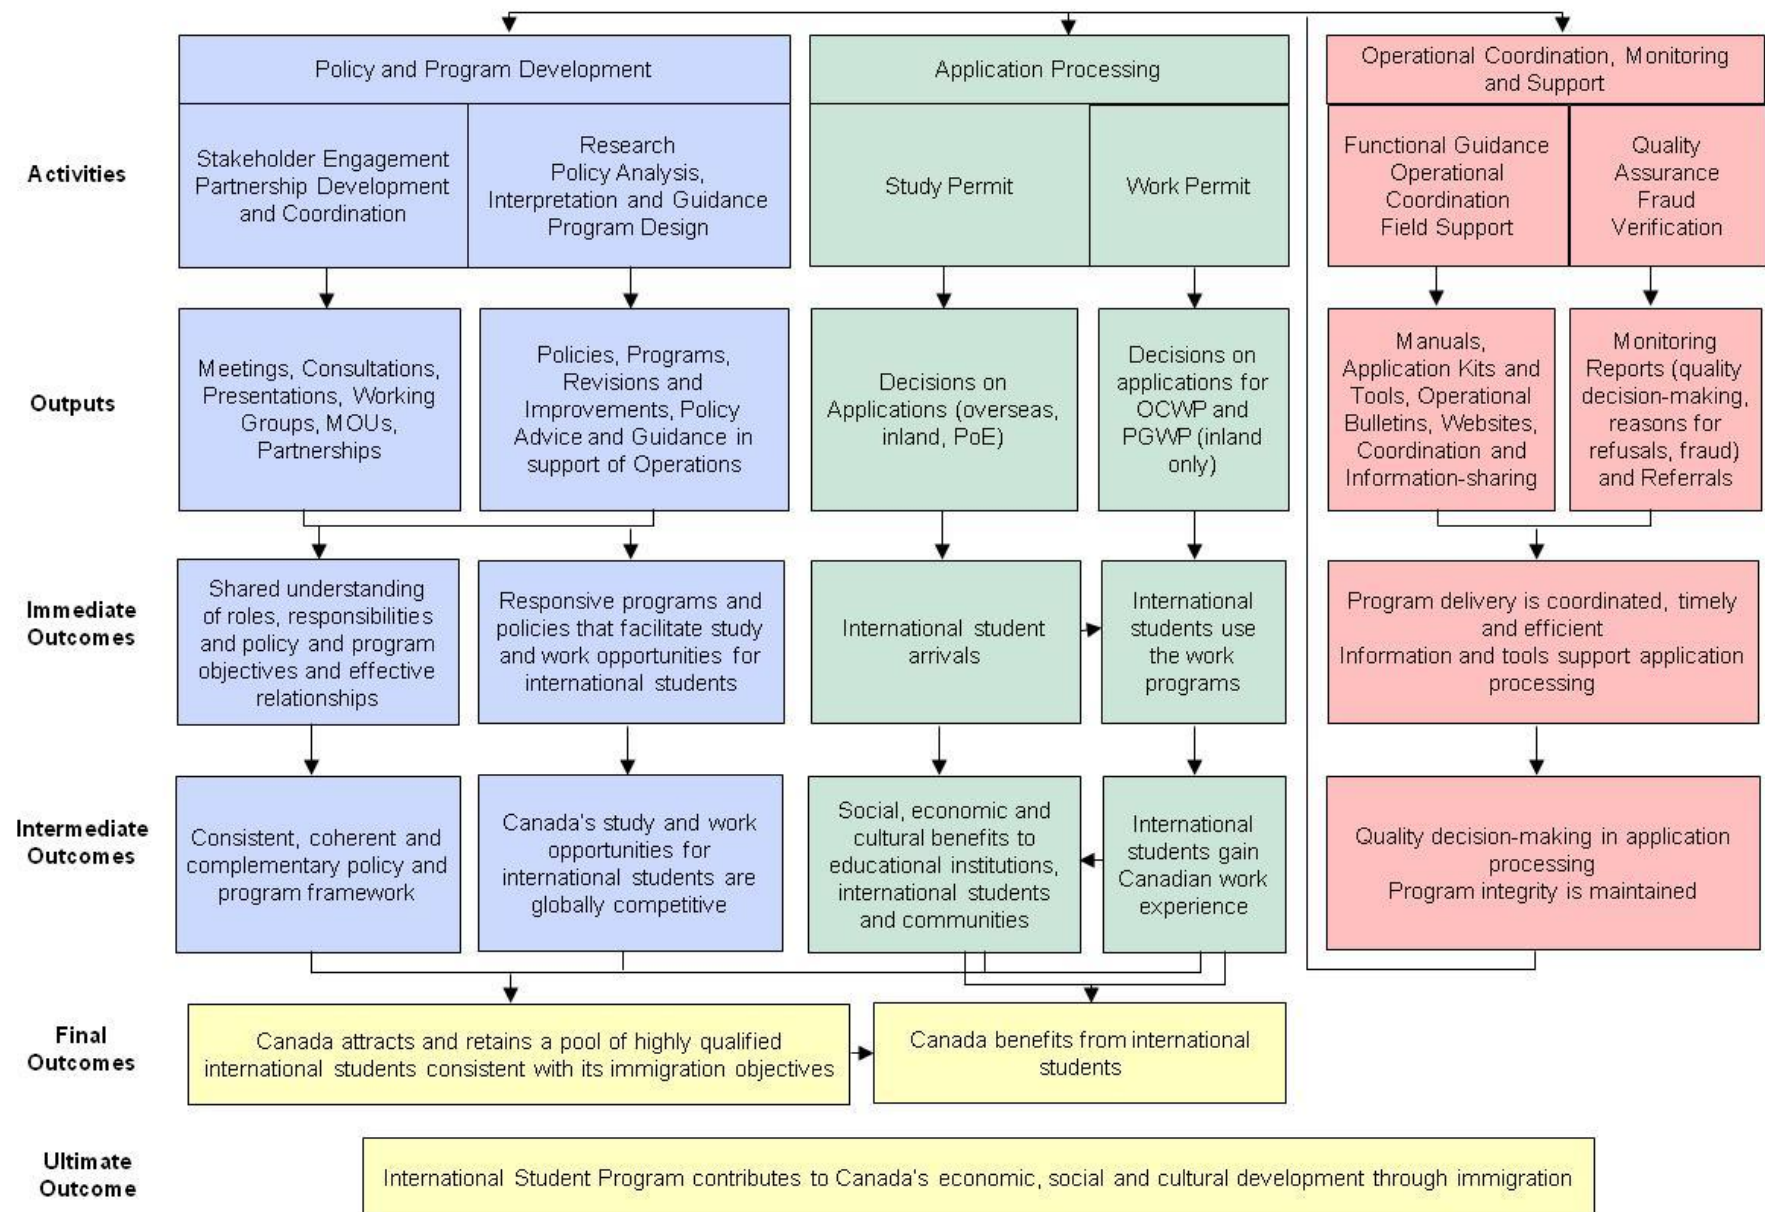 Policy and Program Development
Application Processing
Operational Coordination, Monitoring
and Support
Activities
Stakeholder Engagement
Partnership Development
and Coordination
Research
Policy Analysis,
Interpretation and Guidance
Program Design
Study Permit
Work Permit
Functional Guidance
Operational
Coordination
Field Support
Quality
Assurance
Fraud
Verification
Outputs
Meetings, Consultations,
Presentations, Working
Groups, MOUs,
Partnerships
Policies, Programs,
Revisions and
Improvements, Policy
Advice and Guidance in
support of Operations
Decisions on
Applications (overseas,
inland, PoE)
Decisions on
applications for
OCWP and
PGWP (inland
only)
Manuals,
Application Kits and
Tools, Operational
Bulletins, Websites,
Coordination and
Information-sharing
Monitoring
Reports (quality
decision-making,
reasons for
refusals, fraud)
and Referrals
Immediate
Outcomes
Shared understanding
of roles, responsibilities
and policy and program
objectives and effective
relationships
Responsive programs and
policies that facilitate study
and work opportunities for
international students
International student
arrivals
International
students use
the work
programs
Program delivery is coordinated, timely
and efficient
Information and tools support application
processing
Intermediate
Outcomes
Consistent, coherent and
complementary policy and
program framework
Canada's study and work
opportunities for
international students are
globally competitive
Social, economic and
cultural benefits to
educational institutions,
international students
and communities
International
students gain
Canadian work
experience
Quality decision-making in application
processing
Program integrity is maintained
Final
Outcomes
Canada attracts and retains a pool of highly qualified
international students consistent with its immigration objectives
Canada benefits from international
students
Ultimate
Outcome
International Student Program contributes to Canada's economic, social and cultural development through immigration